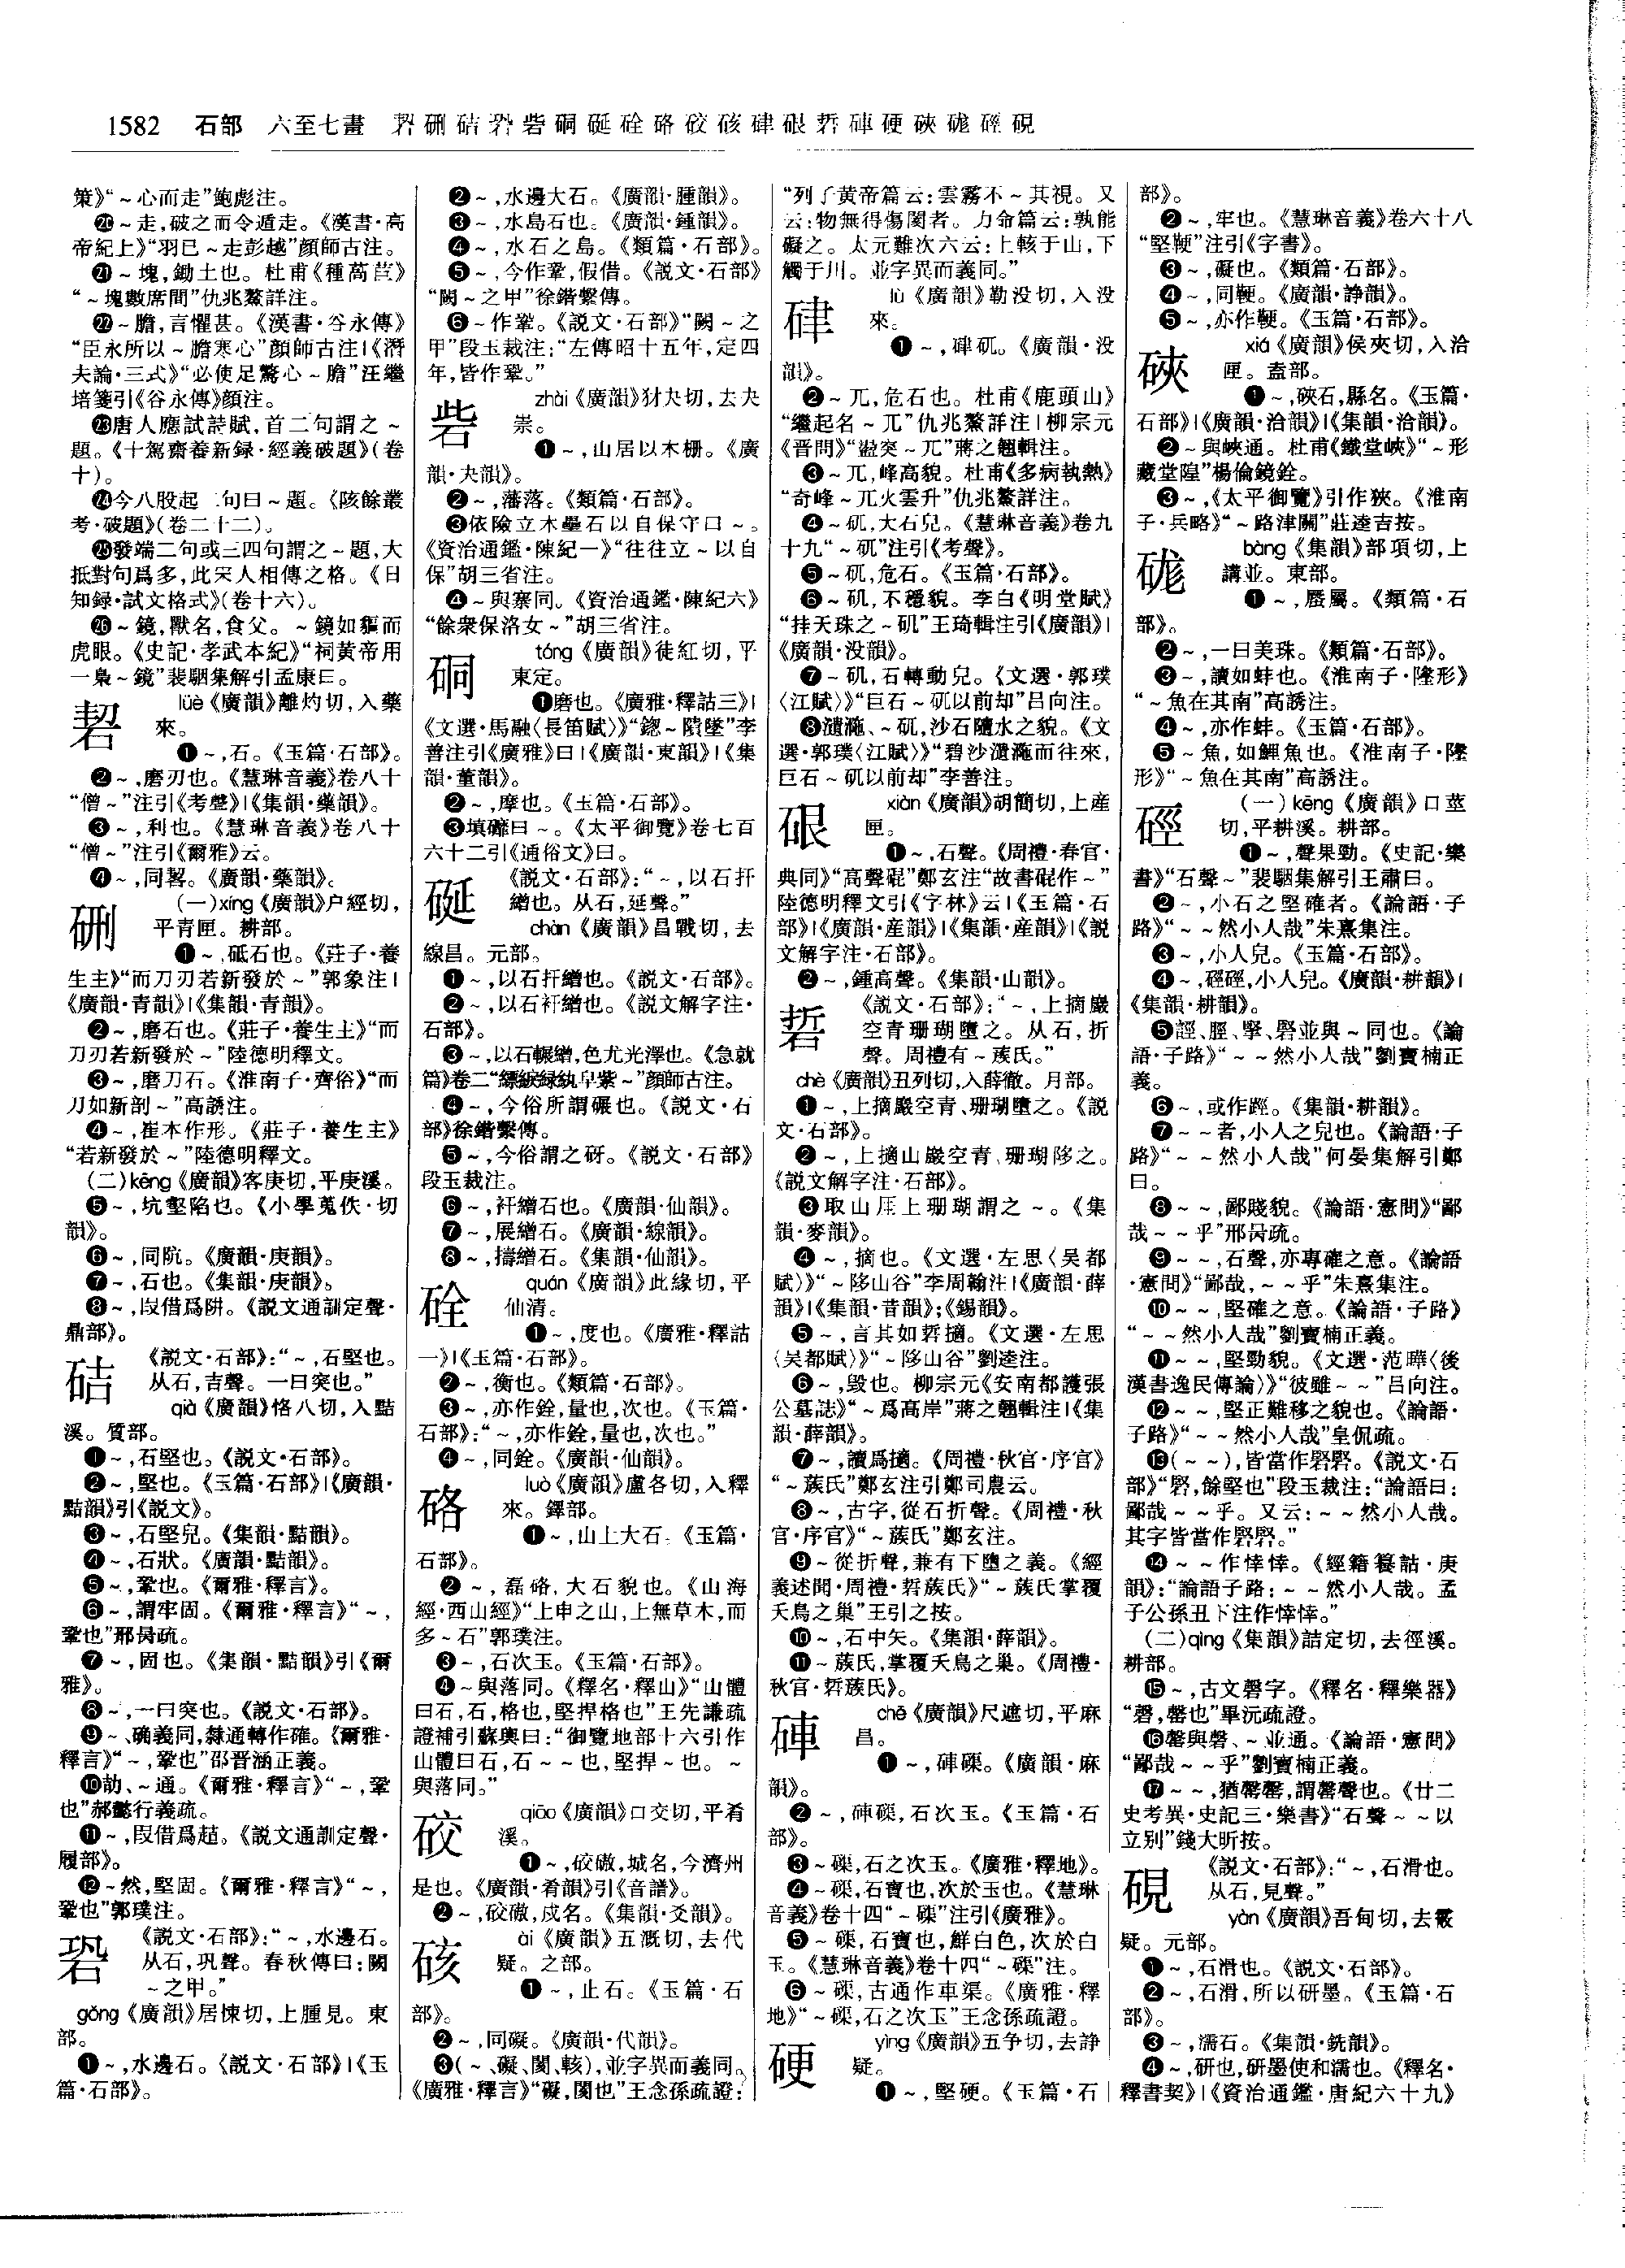 1582 石部 六至七畫 䂮硎硞硓砦硐硟硂硌硣硋硉硍硩硨硬硤硥硜硯
策》“～心而走”鮑彪注。
⑳～走,破之而令遁走。《漢書·高
帝紀上》“羽已～走彭越”顏師古注。
㉑～塊,鋤土也。杜甫《種萵苣》
“～塊數席間”仇兆鰲詳注。
㉒～膽,言懼甚。《漢書·谷永傳》
“臣永所以～膽寒心”顏師古注|《潛
夫論·三式》“必使足驚心～膽”汪繼
培箋引《谷永傳》顏注。
㉓唐人應試詩賦,首二句謂之～
題。《十駕齋養新録·經義破題》(卷
十)。
㉔今八股起二句曰～題。《陔餘叢
考·破題》(卷二十二)。
㉕發端二句或三四句謂之～題,大
抵對句爲多,此宋人相傳之格。《日
知録·試文格式》(卷十六)。
㉖～鏡,獸名,食父。～鏡如貙而
虎眼。《史記·孝武本紀》“祠黃帝用
一梟～鏡”裴駰集解引孟康曰。
䂮 lüè《廣韻》離灼切,入藥
來。
❶～,石。《玉篇·石部》。
❷～,磨刃也。《慧琳音義》卷八十
“僧～”注引《考聲》|《集韻·藥韻》。
❸～,利也。《慧琳音義》卷八十
“僧～”注引《爾雅》云。
❹～,同䂮。《廣韻·藥韻》。
硎 (一)xíng《廣韻》户經切,
平青匣。耕部。
❶～,砥石也。《莊子·養
生主》“而刀刃若新發於～”郭象注|
《廣韻·青韻》|《集韻·青韻》。
❷～,磨石也。《莊子·養生主》“而
刀刃若新發於～”陸德明釋文。
❸～,磨刀石。《淮南子·齊俗》“而
刀如新剖～”高誘注。
❹～,崔本作形。《莊子·養生主》
“若新發於～”陸德明釋文。
(二)kēng《廣韻》客庚切,平庚溪。
❺～,坑壑陷也。《小學蒐佚·切
韻》。
❻～,同阬。《廣韻·庚韻》。
❼～,石也。《集韻·庚韻》。
❽～,叚借爲阱。《説文通訓定聲·
鼎部》。
硈 《説文·石部》:“～,石堅也。
从石,吉聲。一曰突也。”
qià《廣韻》恪八切,入黠
溪。質部。
❶～,石堅也。《説文·石部》。
❷～,堅也。《玉篇·石部》|《廣韻·
黠韻》引《説文》。
❸～,石堅皃。《集韻·黠韻》。
❹～,石狀。《廣韻·黠韻》。
❺～,鞏也。《爾雅·釋言》。
❻～,謂牢固。《爾雅·釋言》“～,
鞏也”邢昺疏。
❼～,固也。《集韻·黠韻》引《爾
雅》。
❽～,一曰突也。《説文·石部》。
❾～、确義同,隸通轉作確。《爾雅·
釋言》“～,鞏也”邵晉涵正義。
❿劼、～通。《爾雅·釋言》“～,鞏
也”郝懿行義疏。
⓫～,叚借爲趌。《説文通訓定聲·
履部》。
⓬～然,堅固。《爾雅·釋言》“～,
鞏也”郭璞注。
碧 《説文·石部》:“～,水邊石。
从石,巩聲。春秋傳曰:闕
～之甲。”
gǒng《廣韻》居悚切,上腫見。東
部。
❶～,水邊石。《説文·石部》|《玉
篇·石部》。
❷～,水邊大石。《廣韻·腫韻》。
❸～,水島石也。《廣韻·鍾韻》。
❹～,水石之島。《類篇·石部》。
❺～,今作鞏,假借。《説文·石部》
“闕～之甲”徐鍇繫傳。
❻～作鞏。《説文·石部》“闕～之
甲”段玉裁注:“左傳昭十五年,定四
年,皆作鞏。”
砦 zhài《廣韻》犲夬切,去夬
崇。
❶～,山居以木栅。《廣
韻·夬韻》。
❷～,藩落。《類篇·石部》。
❸依險立木壘石以自保守曰～。
《資治通鑑·陳紀一》“往往立～以自
保”胡三省注。
❹～與寨同。《資治通鑑·陳紀六》
“餘衆保洛女～”胡三省注。
硐 tóng《廣韻》徒紅切,平
東定。
❶磨也。《廣雅·釋詁三》|
《文選·馬融〈長笛賦〉》“鍃～隤墜”李
善注引《廣雅》曰|《廣韻·東韻》|《集
韻·董韻》。
❷～,摩也。《玉篇·石部》。
❸填礳曰～。《太平御覽》卷七百
六十二引《通俗文》曰。
硟 《説文·石部》:“～,以石扞
繒也。从石,延聲。”
chàn《廣韻》昌戰切,去
線昌。元部。
❶～,以石扞繒也。《説文·石部》。
❷～,以石衦繒也。《説文解字注·
石部》。
❸～,以石輾繒,色尤光澤也。《急就
篇》卷二“縹綟緑紈皁紫～”顏師古注。
❹～,今俗所謂碾也。《説文·石
部》徐鍇繫傳。
❺～,今俗謂之砑。《説文·石部》
段玉裁注。
❻～,衦繒石也。《廣韻·仙韻》。
❼～,展繒石。《廣韻·線韻》。
❽～,擣繒石。《集韻·仙韻》。
硂 quán《廣韻》此緣切,平
仙清。
❶～,度也。《廣雅·釋詁
一》|《玉篇·石部》。
❷～,衡也。《類篇·石部》。
❸～,亦作銓,量也,次也。《玉篇·
石部》:“～,亦作銓,量也,次也。”
❹～,同銓。《廣韻·仙韻》。
硌 luò《廣韻》盧各切,入鐸
來。鐸部。
❶～,山上大石。《玉篇·
石部》。
❷～,磊硌,大石貌也。《山海
經·西山經》“上申之山,上無草木,而
多～石”郭璞注。
❸～,石次玉。《玉篇·石部》。
❹～與落同。《釋名·釋山》“山體
曰石,石,格也,堅捍格也”王先謙疏
證補引蘇輿曰:“御覽地部十六引作
山體曰石,石～～也,堅捍～也。～
與落同。”
硣 qiāo《廣韻》口交切,平肴
溪。
❶～,硣磝,城名,今濟州
是也。《廣韻·肴韻》引《音譜》。
❷～,硣磝,戍名。《集韻·爻韻》。
硋 ài《廣韻》五溉切,去代
疑。之部。
❶～,止石。《玉篇·石
部》。
❷～,同礙。《廣韻·代韻》。
❸(～、礙、閡、輆),並字異而義同。
《廣雅·釋言》“礙,閡也”王念孫疏證:
“列子黃帝篇云:雲霧不～其視。又
云:物無得傷閡者。力命篇云:孰能
礙之。太元難次六云:上輆于山,下
觸于川。並字異而義同。”
硉 lù《廣韻》勒没切,入没
來。
❶～,硉矹。《廣韻·没
韻》。
❷～兀,危石也。杜甫《鹿頭山》
“繼起名～兀”仇兆鰲詳注|柳宗元
《晋問》“㴽突～兀”蔣之翹輯注。
❸～兀,峰高貌。杜甫《多病執熱》
“奇峰～兀火雲升”仇兆鰲詳注。
❹～矹,大石皃。《慧琳音義》卷九
十九“～矹”注引《考聲》。
❺～矹,危石。《玉篇·石部》。
❻～矹,不穩貌。李白《明堂賦》
“挂天珠之～矹”王琦輯注引《廣韻》|
《廣韻·没韻》。
❼～矹,石轉動皃。《文選·郭璞
〈江賦〉》“巨石～矹以前却”吕向注。
❽瀢㴰、～矹,沙石隨水之貌。《文
選·郭璞〈江賦〉》“碧沙瀢㴰而往來,
巨石～矹以前却”李善注。
硍 xiàn《廣韻》胡簡切,上産
匣。
❶～,石聲。《周禮·春官·
典同》“高聲䃂”鄭玄注“故書䃂作～”
陸德明釋文引《字林》云|《玉篇·石
部》|《廣韻·産韻》|《集韻·産韻》|《説
文解字注·石部》。
❷～,鍾高聲。《集韻·山韻》。
硩 《説文·石部》:“～,上摘巖
空青珊瑚墮之。从石,折
聲。周禮有～蔟氏。”
chè《廣韻》丑列切,入薛徹。月部。
❶～,上摘巖空青、珊瑚墮之。《説
文·石部》。
❷～,上擿山巖空青、珊瑚陊之。
《説文解字注·石部》。
❸取山厓上珊瑚謂之～。《集
韻·麥韻》。
❹～,摘也。《文選·左思〈吴都
賦〉》“～陊山谷”李周翰注|《廣韻·薛
韻》|《集韻·昔韻》;《錫韻》。
❺～,言其如硩擿。《文選·左思
〈吴都賦〉》“～陊山谷”劉逵注。
❻～,毁也。柳宗元《安南都護張
公墓誌》“～爲高岸”蔣之翹輯注|《集
韻·薛韻》。
❼～,讀爲擿。《周禮·秋官·序官》
“～蔟氏”鄭玄注引鄭司農云。
❽～,古字,從石折聲。《周禮·秋
官·序官》“～蔟氏”鄭玄注。
❾～從折聲,兼有下墮之義。《經
義述聞·周禮·硩蔟氏》“～蔟氏掌覆
夭鳥之巢”王引之按。
❿～,石中矢。《集韻·薛韻》。
⓫～蔟氏,掌覆夭鳥之巢。《周禮·
秋官·硩蔟氏》。
硨 chē《廣韻》尺遮切,平麻
昌。
❶～,硨磲。《廣韻·麻
韻》。
❷～,硨磲,石次玉。《玉篇·石
部》。
❸～磲,石之次玉。《廣雅·釋地》。
❹～磲,石寶也,次於玉也。《慧琳
音義》卷十四“～磲”注引《廣雅》。
❺～磲,石寶也,鮮白色,次於白
玉。《慧琳音義》卷十四“～磲”注。
❻～磲,古通作車渠。《廣雅·釋
地》“～磲,石之次玉”王念孫疏證。
硬 yìng《廣韻》五争切,去諍
疑。
❶～,堅硬。《玉篇·石
部》。
❷～,牢也。《慧琳音義》卷六十八
“堅鞕”注引《字書》。
❸～,礙也。《類篇·石部》。
❹～,同鞕。《廣韻·諍韻》。
❺～,亦作鞕。《玉篇·石部》。
硤 xiá《廣韻》侯夾切,入洽
匣。盍部。
❶～,硤石,縣名。《玉篇·
石部》|《廣韻·洽韻》|《集韻·洽韻》。
❷～與峽通。杜甫《鐵堂峽》“～形
藏堂隍”楊倫鏡銓。
❸～,《太平御覽》引作狹。《淮南
子·兵略》“～路津關”莊逵吉按。
硥 bàng《集韻》部項切,上
講並。東部。
❶～,蜃屬。《類篇·石
部》。
❷～,一曰美珠。《類篇·石部》。
❸～,讀如蚌也。《淮南子·墬形》
“～魚在其南”高誘注。
❹～,亦作蚌。《玉篇·石部》。
❺～魚,如鯉魚也。《淮南子·墬
形》“～魚在其南”高誘注。
硜 (一)kēng《廣韻》口莖
切,平耕溪。耕部。
❶～,聲果勁。《史記·樂
書》“石聲～”裴駰集解引王肅曰。
❷～,小石之堅確者。《論語·子
路》“～～然小人哉”朱熹集注。
❸～,小人皃。《玉篇·石部》。
❹～,硜硜,小人皃。《廣韻·耕韻》|
《集韻·耕韻》。
❺誙、脛、摼、硻並與～同也。《論
語·子路》“～～然小人哉”劉寶楠正
義。
❻～,或作踁。《集韻·耕韻》。
❼～～者,小人之皃也。《論語·子
路》“～～然小人哉”何晏集解引鄭
曰。
❽～～,鄙賤貌。《論語·憲問》“鄙
哉～～乎”邢昺疏。
❾～～,石聲,亦專確之意。《論語
·憲問》“鄙哉,～～乎”朱熹集注。
❿～～,堅確之意。《論語·子路》
“～～然小人哉”劉寶楠正義。
⓫～～,堅勁貌。《文選·范曄〈後
漢書逸民傳論〉》“彼雖～～”吕向注。
⓬～～,堅正難移之貌也。《論語·
子路》“～～然小人哉”皇侃疏。
⓭(～～),皆當作硻硻。《説文·石
部》“硻,餘堅也”段玉裁注:“論語曰:
鄙哉～～乎。又云:～～然小人哉。
其字皆當作硻硻。”
⓮～～作悻悻。《經籍籑詁·庚
韻》:“論語子路:～～然小人哉。孟
子公孫丑下注作悻悻。”
(二)qìng《集韻》詰定切,去徑溪。
耕部。
⓯～,古文磬字。《釋名·釋樂器》
“磬,罄也”畢沅疏證。
⓰罄與磬、～並通。《論語·憲問》
“鄙哉～～乎”劉寶楠正義。
⓱～～,猶罄罄,謂罄聲也。《廿二
史考異·史記三·樂書》“石聲～～以
立别”錢大昕按。
硯 《説文·石部》:“～,石滑也。
从石,見聲。”
yàn《廣韻》吾甸切,去霰
疑。元部。
❶～,石滑也。《説文·石部》。
❷～,石滑,所以研墨。《玉篇·石
部》。
❸～,濡石。《集韻·銑韻》。
❹～,研也,研墨使和濡也。《釋名·
釋書契》|《資治通鑑·唐紀六十九》